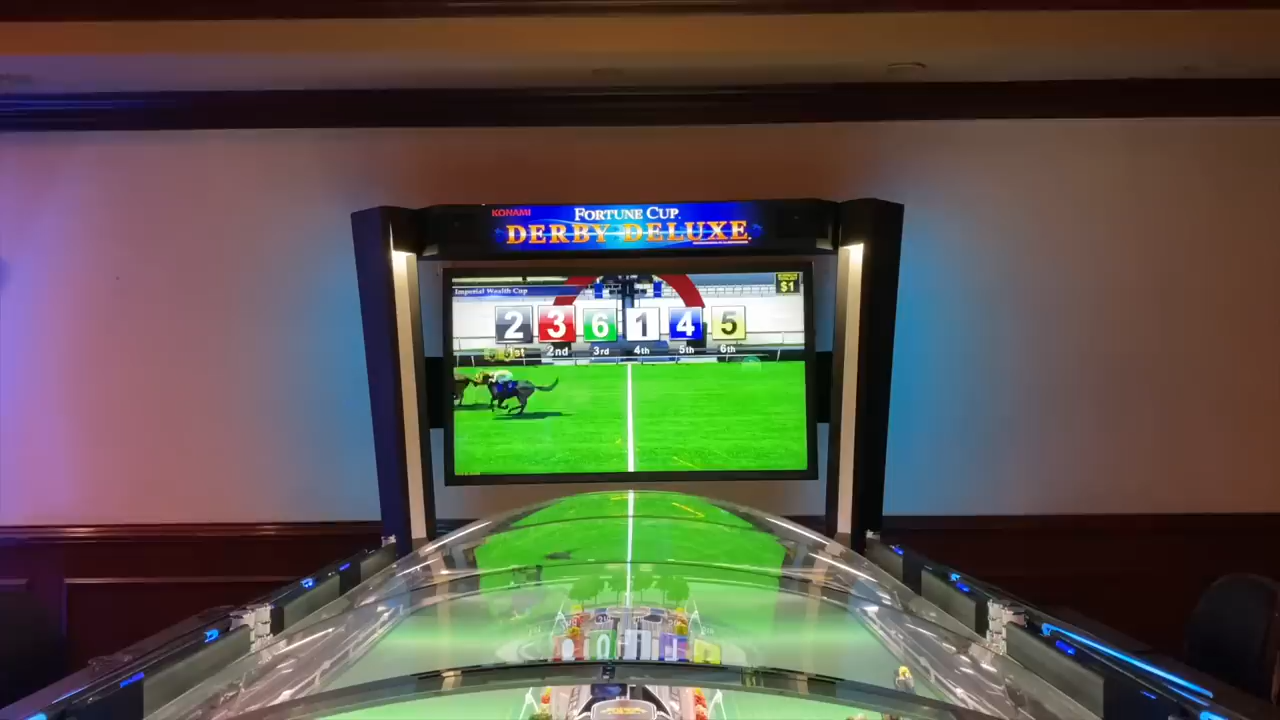 KONAMI
FORTUNE CUP
DERBY DELUXE
Imperial Wealth Cup
$1
2 3 6 1 4 5
1st 2nd 3rd 4th 5th 6th